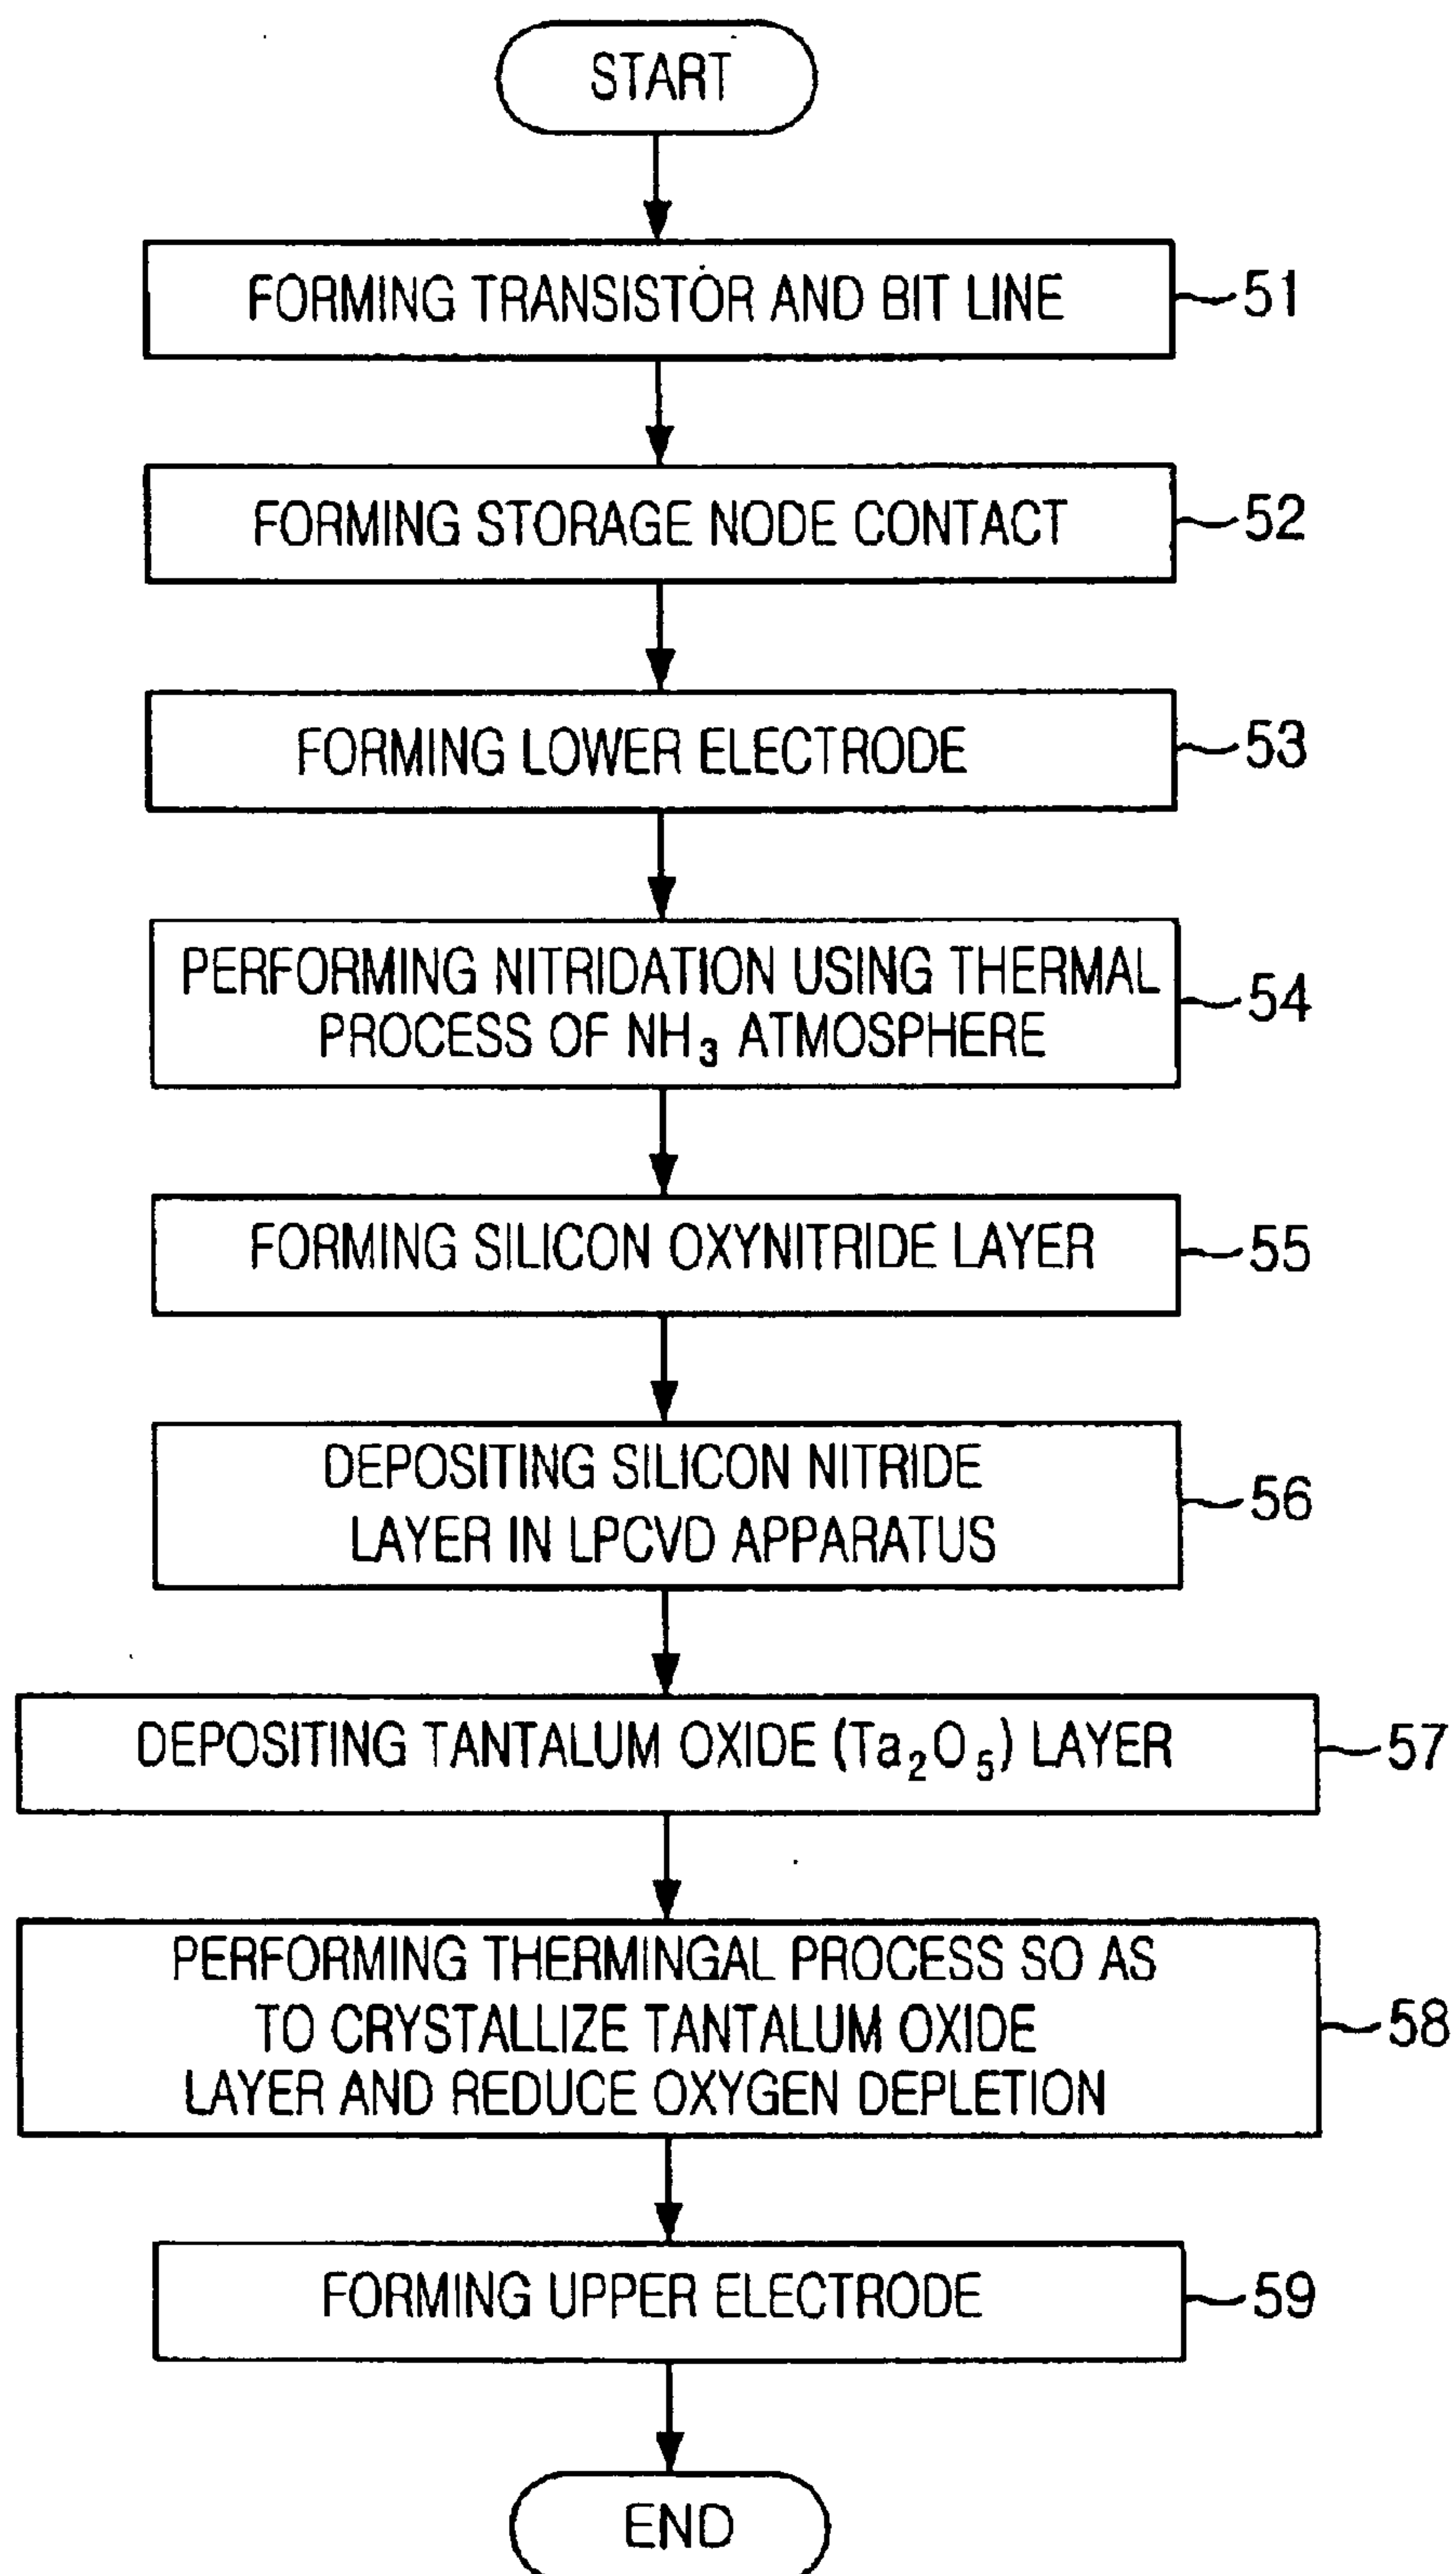 START
FORMING TRANSISTOR AND BIT LINE
51
FORMING STORAGE NODE CONTACT
52
FORMING LOWER ELECTRODE
53
PERFORMING NITRIDATION USING THERMAL
PROCESS OF NH₃ ATMOSPHERE
54
FORMING SILICON OXYNITRIDE LAYER
55
DEPOSITING SILICON NITRIDE
LAYER IN LPCVD APPARATUS
56
DEPOSITING TANTALUM OXIDE (Ta₂O₅) LAYER
57
PERFORMING THERMINGAL PROCESS SO AS
TO CRYSTALLIZE TANTALUM OXIDE
LAYER AND REDUCE OXYGEN DEPLETION
58
FORMING UPPER ELECTRODE
59
END